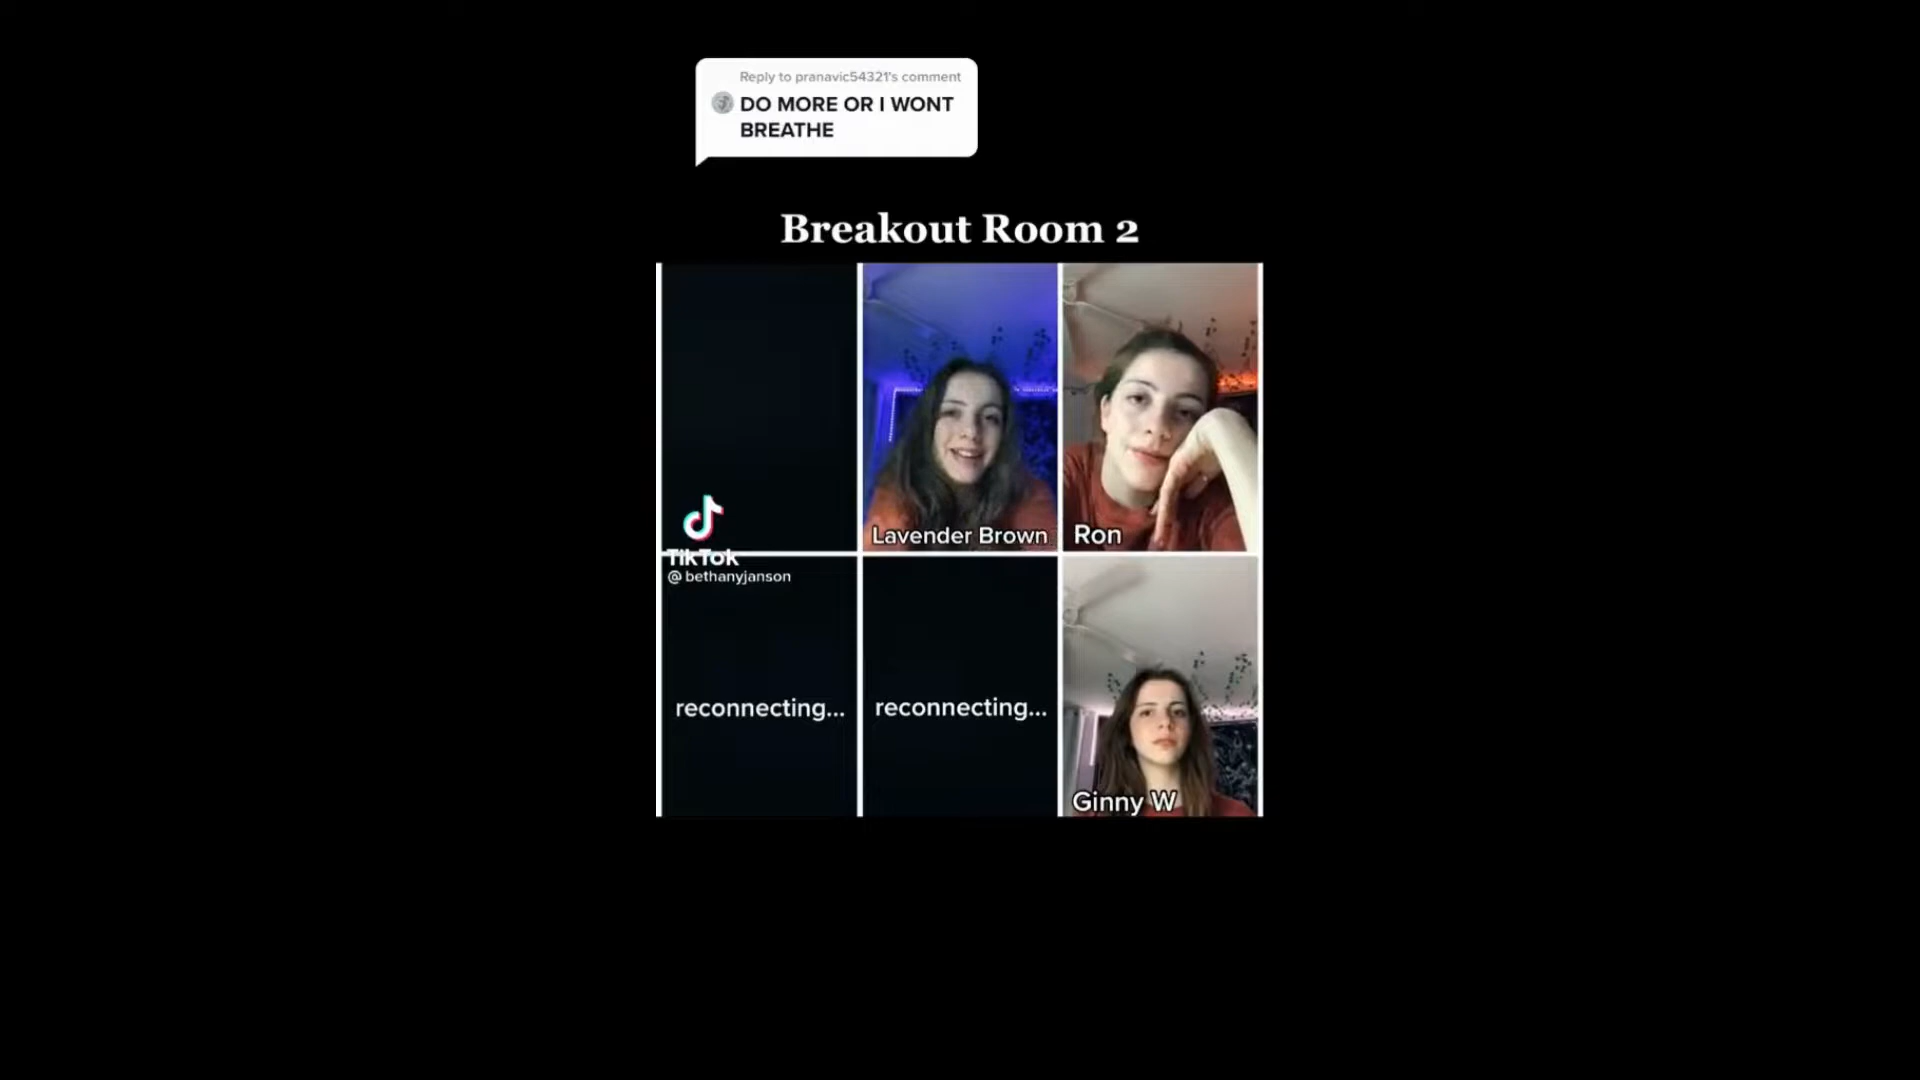 Reply to pranavic54321's comment
DO MORE OR I WONT
BREATHE
Breakout Room 2
Lavender Brown
Ron
TikTok
@ bethanyjanson
reconnecting...
reconnecting...
Ginny W